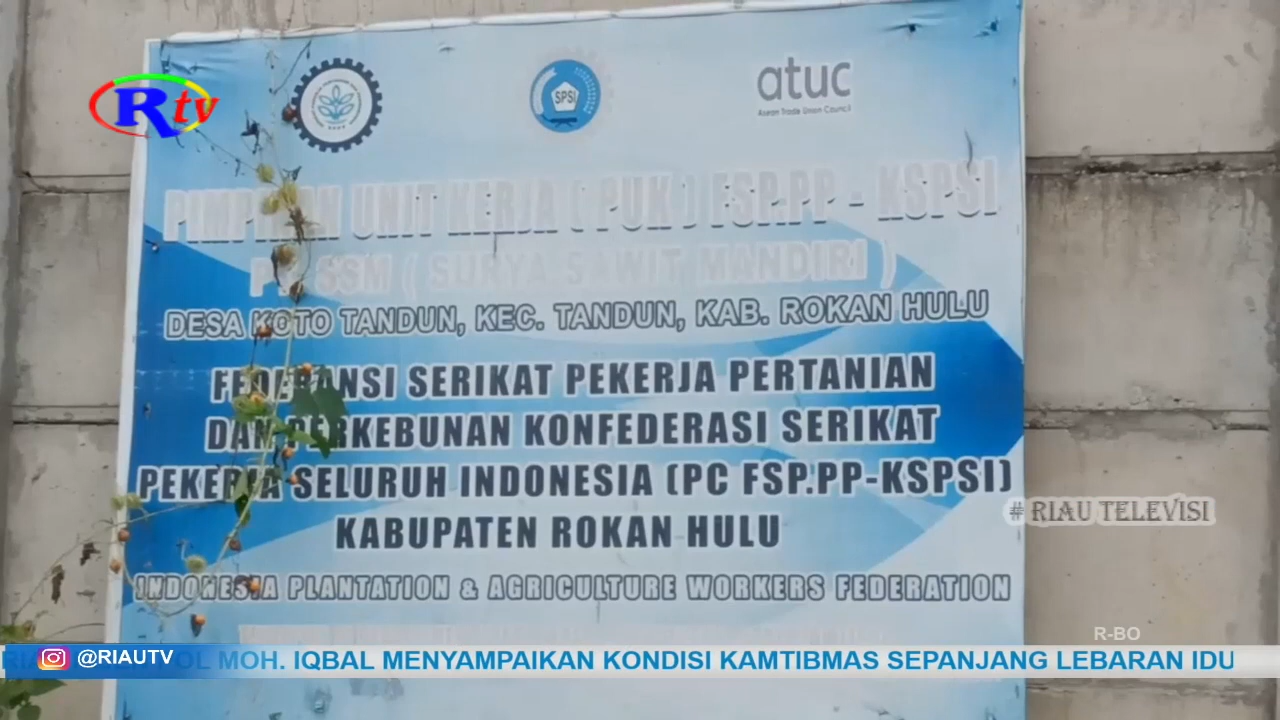 Rtv
SPSI
atuc
Asean Trade Union Council
PIMPINAN UNIT KERJA ( PUK ) FSP.PP - KSPSI
PT. SSM ( SURYA SAWIT MANDIRI )
DESA KOTO TANDUN, KEC. TANDUN, KAB. ROKAN HULU
FEDERANSI SERIKAT PEKERJA PERTANIAN
DAN PERKEBUNAN KONFEDERASI SERIKAT
PEKERJA SELURUH INDONESIA (PC FSP.PP-KSPSI)
# RIAU TELEVISI
KABUPATEN ROKAN HULU
INDONESIA PLANTATION & AGRICULTURE WORKERS FEDERATION
R-BO
@RIAUTV
OL MOH. IQBAL MENYAMPAIKAN KONDISI KAMTIBMAS SEPANJANG LEBARAN IDU